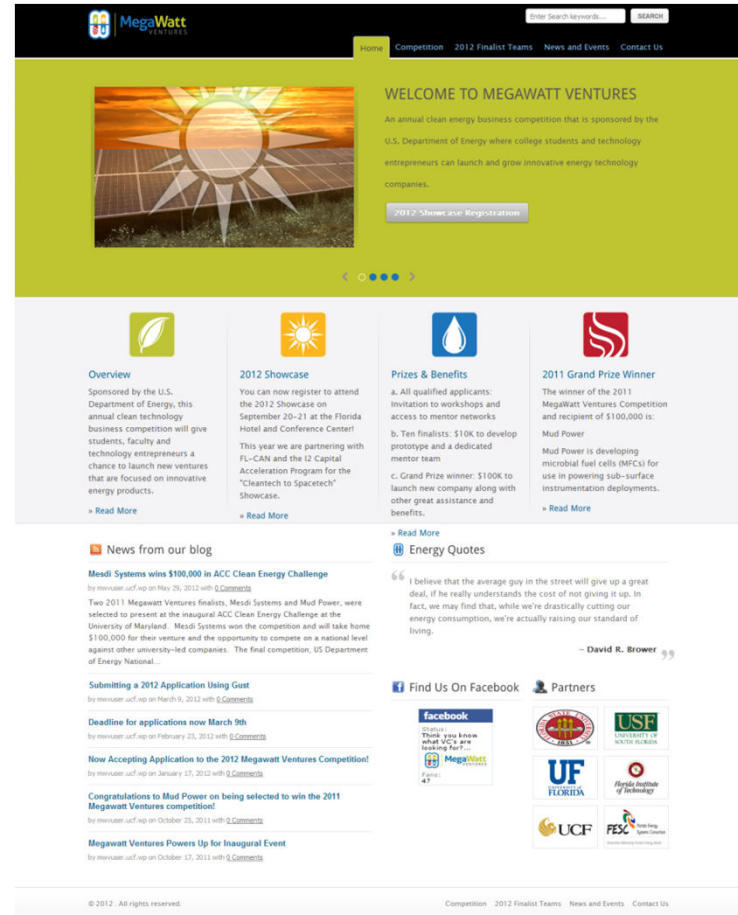 MegaWatt
VENTURES
Enter Search keywords...
SEARCH
Home
Competition
2012 Finalist Teams
News and Events
Contact Us
WELCOME TO MEGAWATT VENTURES
An annual clean energy business competition that is sponsored by the
U.S. Department of Energy where college students and technology
entrepreneurs can launch and grow innovative energy technology
companies.
2012 Showcase Registration
Overview
Sponsored by the U.S.
Department of Energy, this
annual clean technology
business competition will give
students, faculty and
technology entrepreneurs a
chance to launch new ventures
that are focused on innovative
energy products.
» Read More
2012 Showcase
You can now register to attend
the 2012 Showcase on
September 20-21 at the Florida
Hotel and Conference Center!
This year we are partnering with
FL-CAN and the I2 Capital
Acceleration Program for the
"Cleantech to Spacetech"
Showcase.
» Read More
Prizes & Benefits
a. All qualified applicants:
Invitation to workshops and
access to mentor networks
b. Ten finalists: $10K to develop
prototype and a dedicated
mentor team
c. Grand Prize winner: $100K to
launch new company along with
other great assistance and
benefits.
» Read More
2011 Grand Prize Winner
The winner of the 2011
MegaWatt Ventures Competition
and recipient of $100,000 is:
Mud Power
Mud Power is developing
microbial fuel cells (MFCs) for
use in powering sub-surface
instrumentation deployments.
» Read More
News from our blog
Mesdi Systems wins $100,000 in ACC Clean Energy Challenge
by mwvuser.ucf.wp on May 29, 2012 with 0 Comments
Two 2011 Megawatt Ventures finalists, Mesdi Systems and Mud Power, were
selected to present at the inaugural ACC Clean Energy Challenge at the
University of Maryland. Mesdi Systems won the competition and will take home
$100,000 for their venture and the opportunity to compete on a national level
against other university-led companies. The final competition, US Department
of Energy National...
Submitting a 2012 Application Using Gust
by mwvuser.ucf.wp on March 9, 2012 with 0 Comments
Deadline for applications now March 9th
by mwvuser.ucf.wp on February 23, 2012 with 0 Comments
Now Accepting Application to the 2012 Megawatt Ventures Competition!
by mwvuser.ucf.wp on January 17, 2012 with 0 Comments
Congratulations to Mud Power on being selected to win the 2011
Megawatt Ventures competition!
by mwvuser.ucf.wp on October 25, 2011 with 0 Comments
Megawatt Ventures Powers Up for Inaugural Event
by mwvuser.ucf.wp on October 17, 2011 with 0 Comments
Energy Quotes
“ I believe that the average guy in the street will give up a great
deal, if he really understands the cost of not giving it up. In
fact, we may find that, while we're drastically cutting our
energy consumption, we're actually raising our standard of
living.
– David R. Brower ”
Find Us On Facebook
facebook
Status:
Think you know
what VC's are
looking for?...
MegaWatt
VENTURES
Fans:
47
Partners
FLORIDA STATE UNIVERSITY
1851
USF
UNIVERSITY OF
SOUTH FLORIDA
UF
UNIVERSITY of
FLORIDA
Florida Institute
of Technology
UCF
FESC
Florida Energy
Systems Consortium
© 2012 . All rights reserved.
Competition
2012 Finalist Teams
News and Events
Contact Us